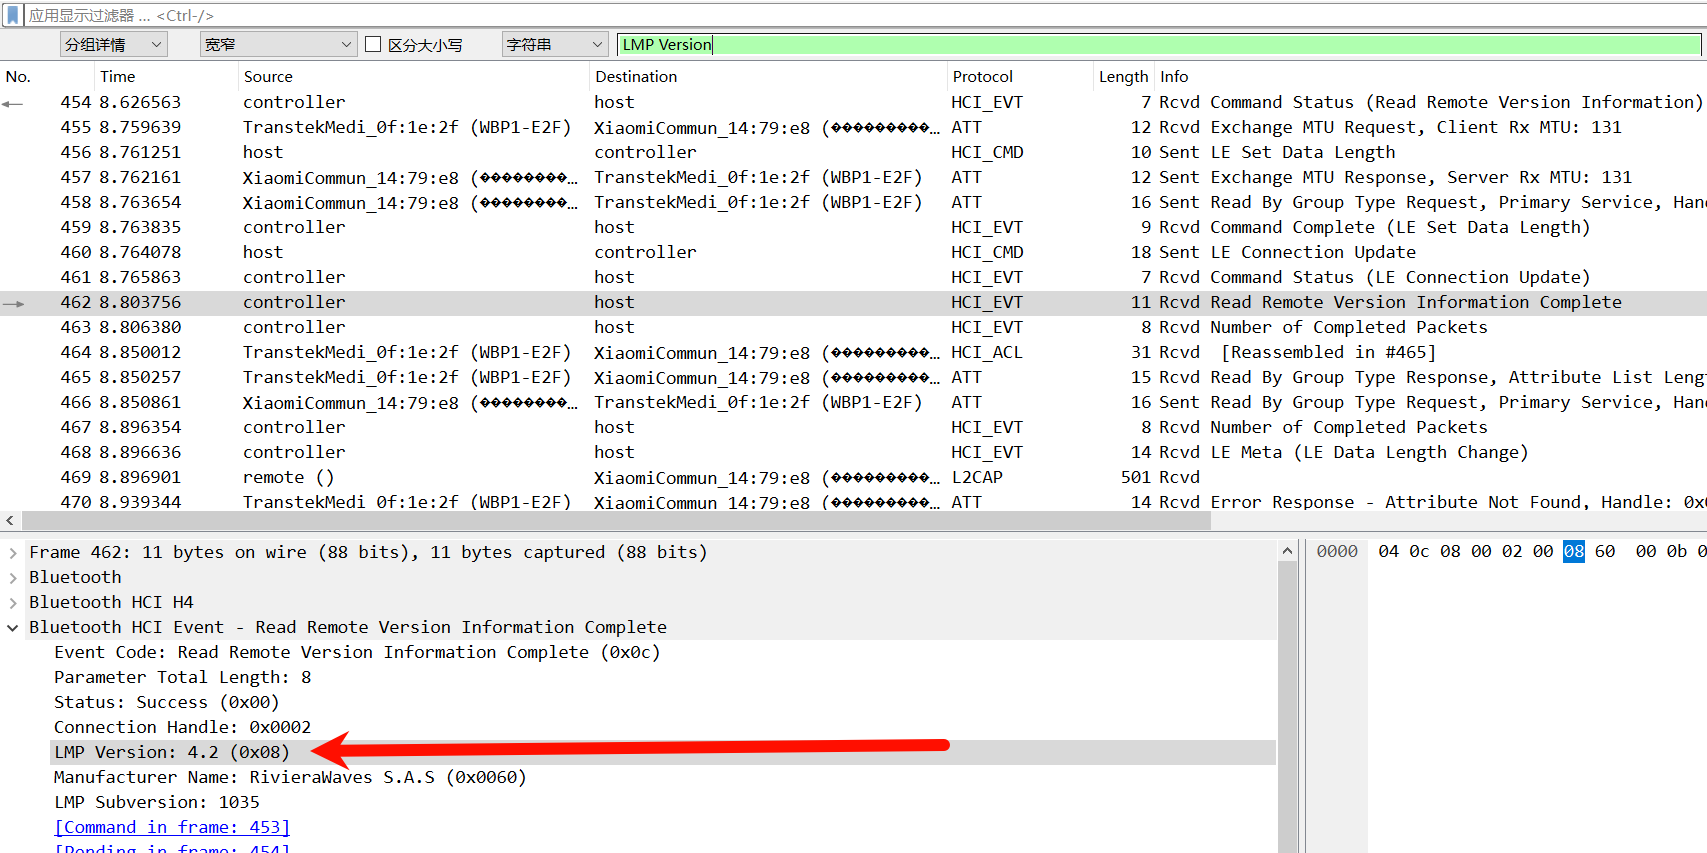 应用显示过滤器 … <Ctrl-/>
分组详情 宽窄 区分大小写 字符串 LMP Version
No. Time Source Destination Protocol Length Info
454 8.626563 controller host HCI_EVT 7 Rcvd Command Status (Read Remote Version Information)
455 8.759639 TranstekMedi_0f:1e:2f (WBP1-E2F) XiaomiCommun_14:79:e8 (���������… ATT 12 Rcvd Exchange MTU Request, Client Rx MTU: 131
456 8.761251 host controller HCI_CMD 10 Sent LE Set Data Length
457 8.762161 XiaomiCommun_14:79:e8 (��������… TranstekMedi_0f:1e:2f (WBP1-E2F) ATT 12 Sent Exchange MTU Response, Server Rx MTU: 131
458 8.763654 XiaomiCommun_14:79:e8 (��������… TranstekMedi_0f:1e:2f (WBP1-E2F) ATT 16 Sent Read By Group Type Request, Primary Service, Han
459 8.763835 controller host HCI_EVT 9 Rcvd Command Complete (LE Set Data Length)
460 8.764078 host controller HCI_CMD 18 Sent LE Connection Update
461 8.765863 controller host HCI_EVT 7 Rcvd Command Status (LE Connection Update)
462 8.803756 controller host HCI_EVT 11 Rcvd Read Remote Version Information Complete
463 8.806380 controller host HCI_EVT 8 Rcvd Number of Completed Packets
464 8.850012 TranstekMedi_0f:1e:2f (WBP1-E2F) XiaomiCommun_14:79:e8 (���������… HCI_ACL 31 Rcvd [Reassembled in #465]
465 8.850257 TranstekMedi_0f:1e:2f (WBP1-E2F) XiaomiCommun_14:79:e8 (���������… ATT 15 Rcvd Read By Group Type Response, Attribute List Leng
466 8.850861 XiaomiCommun_14:79:e8 (��������… TranstekMedi_0f:1e:2f (WBP1-E2F) ATT 16 Sent Read By Group Type Request, Primary Service, Han
467 8.896354 controller host HCI_EVT 8 Rcvd Number of Completed Packets
468 8.896636 controller host HCI_EVT 14 Rcvd LE Meta (LE Data Length Change)
469 8.896901 remote () XiaomiCommun_14:79:e8 (���������… L2CAP 501 Rcvd
470 8.939344 TranstekMedi_0f:1e:2f (WBP1-E2F) XiaomiCommun_14:79:e8 (���������… ATT 14 Rcvd Error Response - Attribute Not Found, Handle: 0x0
Frame 462: 11 bytes on wire (88 bits), 11 bytes captured (88 bits)
Bluetooth
Bluetooth HCI H4
Bluetooth HCI Event - Read Remote Version Information Complete
Event Code: Read Remote Version Information Complete (0x0c)
Parameter Total Length: 8
Status: Success (0x00)
Connection Handle: 0x0002
LMP Version: 4.2 (0x08)
Manufacturer Name: RivieraWaves S.A.S (0x0060)
LMP Subversion: 1035
[Command in frame: 453]
[Pending in frame: 454]
0000 04 0c 08 00 02 00 08 60 00 0b 0